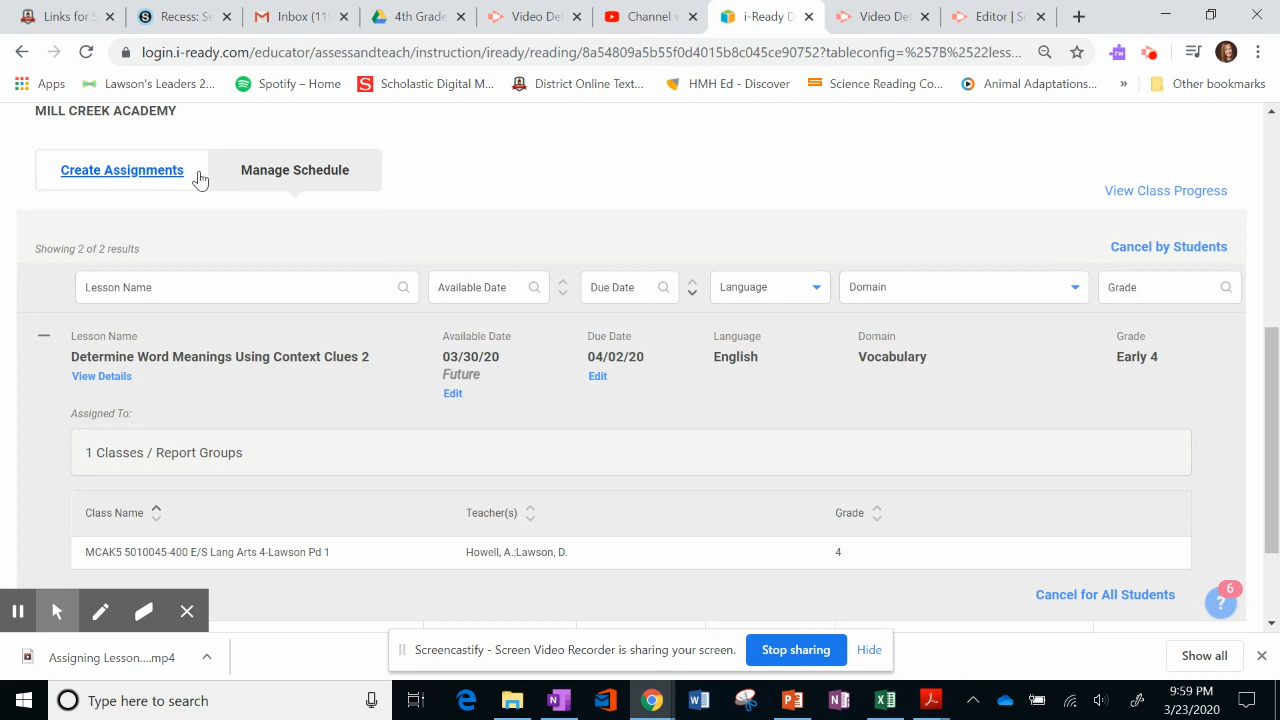 Links for S
Recess: Se
Inbox (11
4th Grade
Video Det
Channel v
i-Ready D
Video Det
Editor | Sc
login.i-ready.com/educator/assessandteach/instruction/iready/reading/8a54809a5b55f0d4015b8c045ce90752?tableconfig=%257B%2522less...
Apps
Lawson's Leaders 2...
Spotify – Home
Scholastic Digital M...
District Online Text...
HMH Ed - Discover
Science Reading Co...
Animal Adaptations...
»
Other bookmarks
MILL CREEK ACADEMY
Create Assignments
Manage Schedule
View Class Progress
Showing 2 of 2 results
Cancel by Students
Lesson Name
Available Date
Due Date
Language
Domain
Grade
Lesson Name
Available Date
Due Date
Language
Domain
Grade
Determine Word Meanings Using Context Clues 2
03/30/20
04/02/20
English
Vocabulary
Early 4
View Details
Future
Edit
Edit
Assigned To:
1 Classes / Report Groups
Class Name
Teacher(s)
Grade
MCAK5 5010045-400 E/S Lang Arts 4-Lawson Pd 1
Howell, A.;Lawson, D.
4
Cancel for All Students
6
?
Assigning Lesson....mp4
Screencastify - Screen Video Recorder is sharing your screen.
Stop sharing
Hide
Show all
Type here to search
9:59 PM
3/23/2020